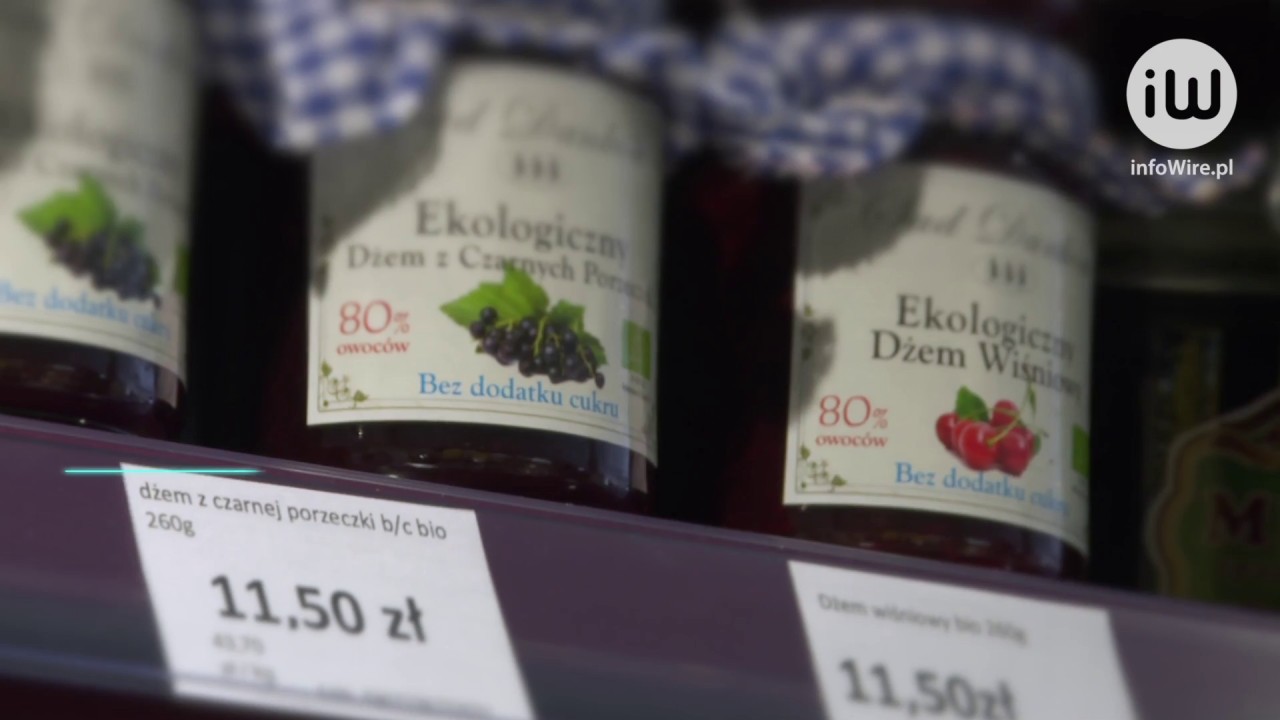 iW
infoWire.pl
Ekologiczny
Dżem z Czarnych
80%
owoców
Bez dodatku cukru
Ekologiczny
Dżem Wiśniowy
80%
owoców
Bez dodatku cukru
Bez dodatku cukru
dżem z czarnej porzeczki b/c bio
260g
11,50 zł
Dżem wiśniowy bio 260g
11,50zł